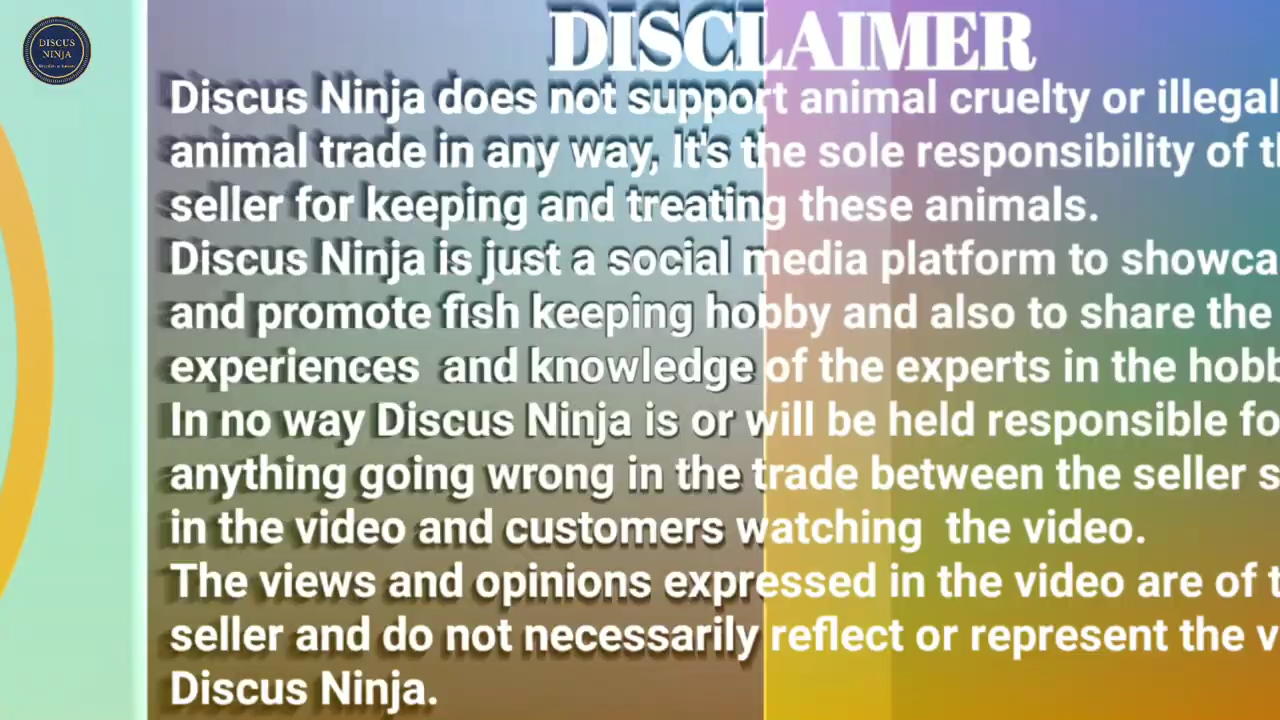 DISCUS
NINJA
DISCLAIMER
Discus Ninja does not support animal cruelty or illegal
animal trade in any way, It's the sole responsibility of
seller for keeping and treating these animals.
Discus Ninja is just a social media platform to showca
and promote fish keeping hobby and also to share the
experiences and knowledge of the experts in the hobb
In no way Discus Ninja is or will be held responsible fo
anything going wrong in the trade between the seller s
in the video and customers watching the video.
The views and opinions expressed in the video are of t
seller and do not necessarily reflect or represent the v
Discus Ninja.